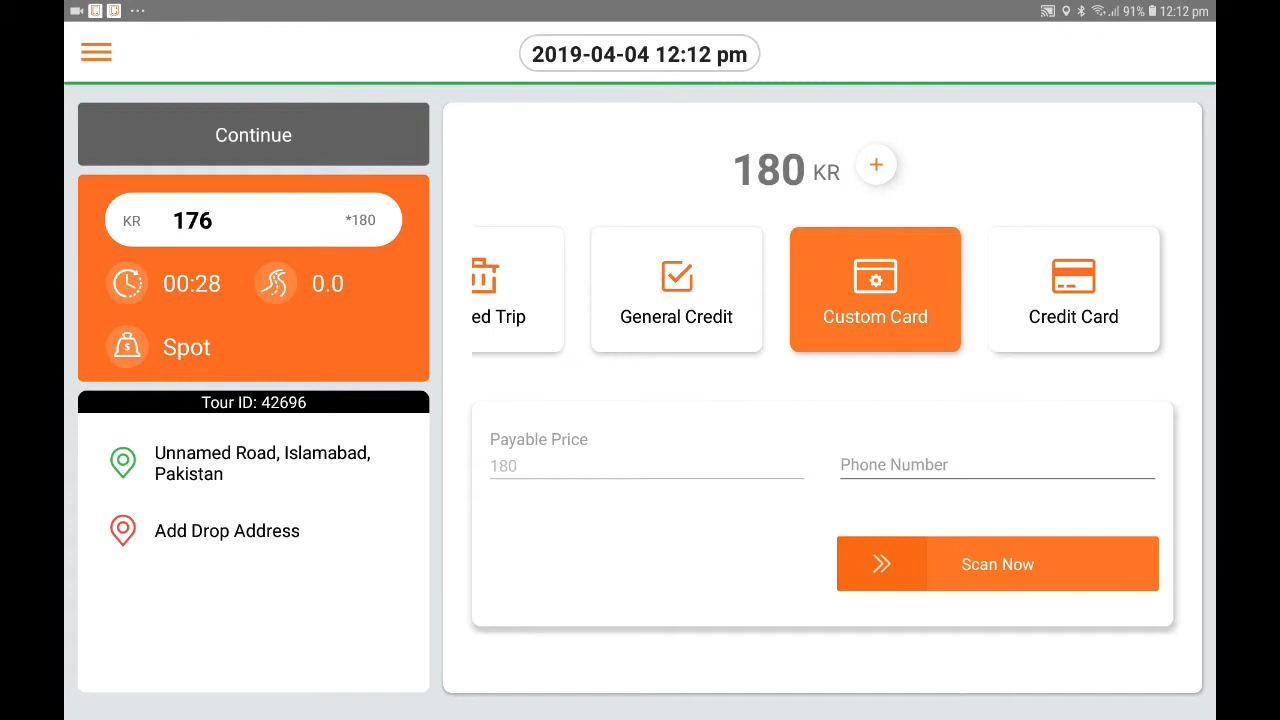 91% 12:12 pm
2019-04-04 12:12 pm
Continue
KR 176 *180
00:28 0.0
$ Spot
Tour ID: 42696
Unnamed Road, Islamabad,
Pakistan
Add Drop Address
180 KR +
ed Trip
General Credit
Custom Card
Credit Card
Payable Price
180
Phone Number
Scan Now